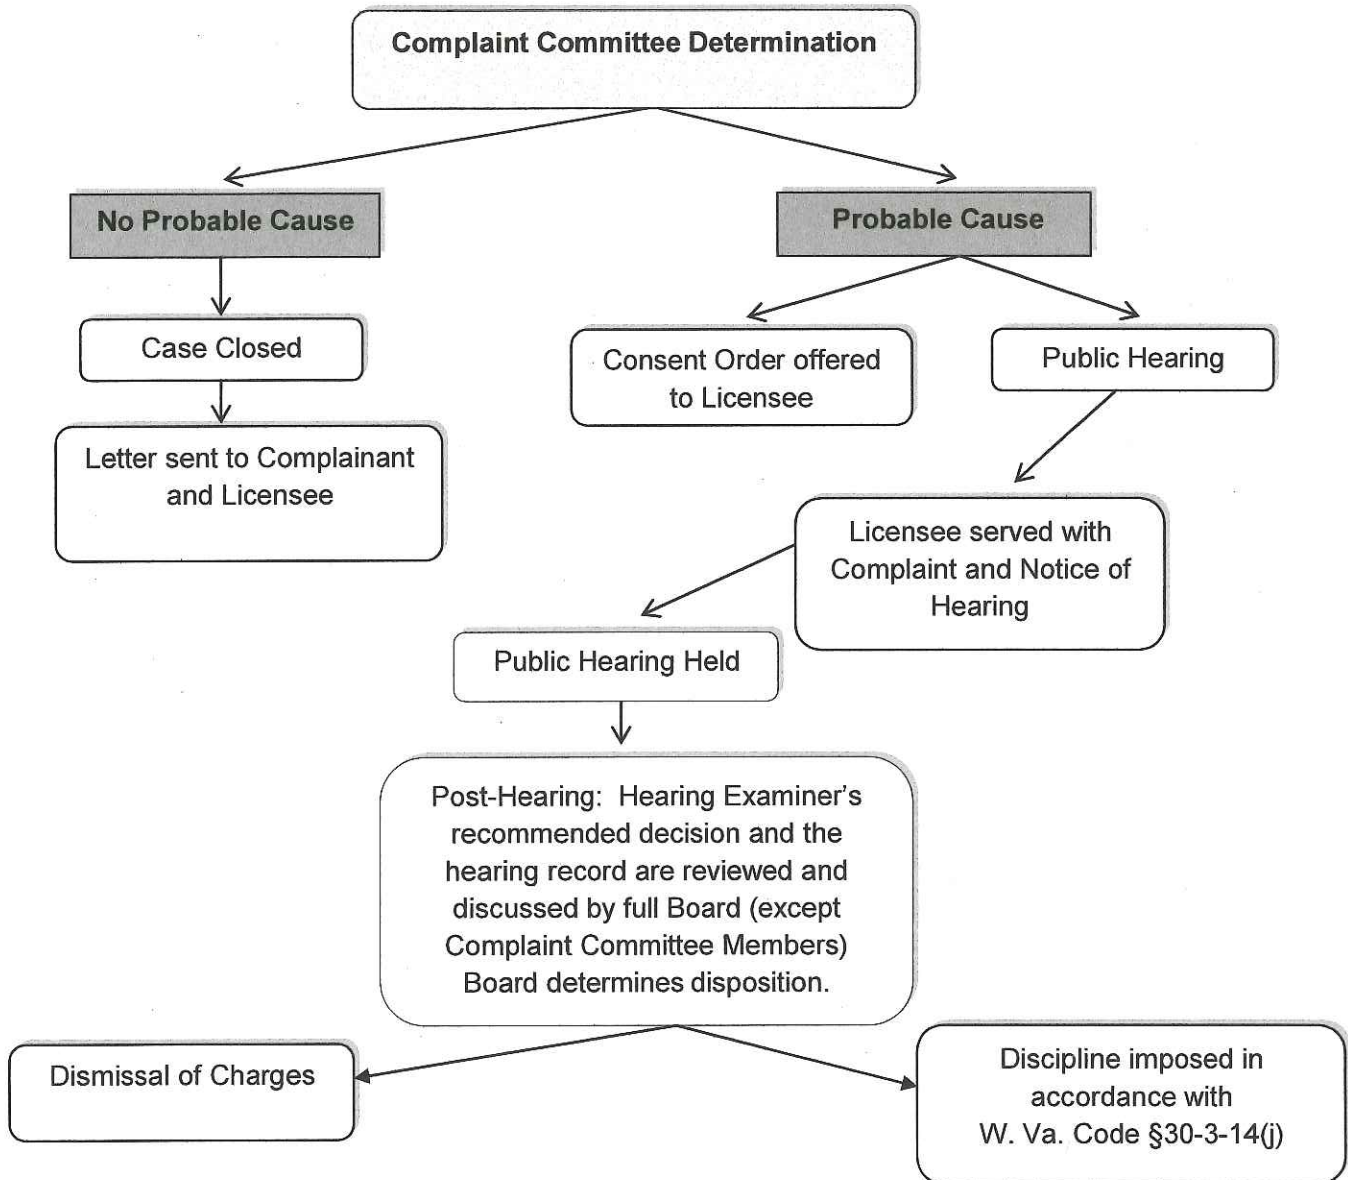 Complaint Committee Determination
No Probable Cause
Probable Cause
Case Closed
Consent Order offered
to Licensee
Public Hearing
Letter sent to Complainant
and Licensee
Licensee served with
Complaint and Notice of
Hearing
Public Hearing Held
Post-Hearing:  Hearing Examiner's
recommended decision and the
hearing record are reviewed and
discussed by full Board (except
Complaint Committee Members)
Board determines disposition.
Dismissal of Charges
Discipline imposed in
accordance with
W. Va. Code §30-3-14(j)